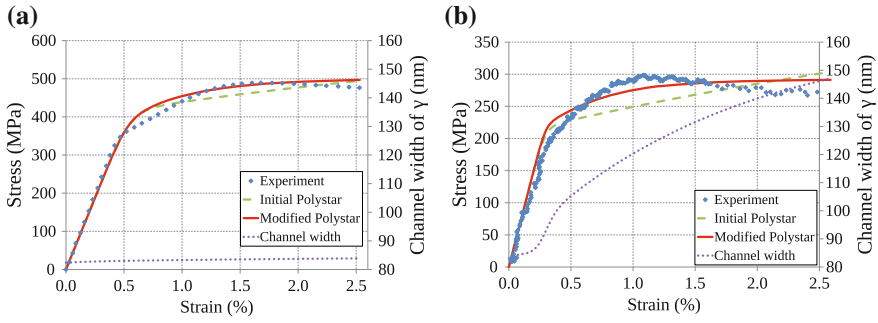 (a)
Stress (MPa)
600
500
400
300
200
100
0
0.0
0.5
1.0
1.5
2.0
2.5
Strain (%)
160
150
140
130
120
110
100
90
80
Channel width of γ (nm)
Experiment
Initial Polystar
Modified Polystar
Channel width
(b)
Stress (MPa)
350
300
250
200
150
100
50
0
0.0
0.5
1.0
1.5
2.0
2.5
Strain (%)
160
150
140
130
120
110
100
90
80
Channel width of γ (nm)
Experiment
Initial Polystar
Modified Polystar
Channel width